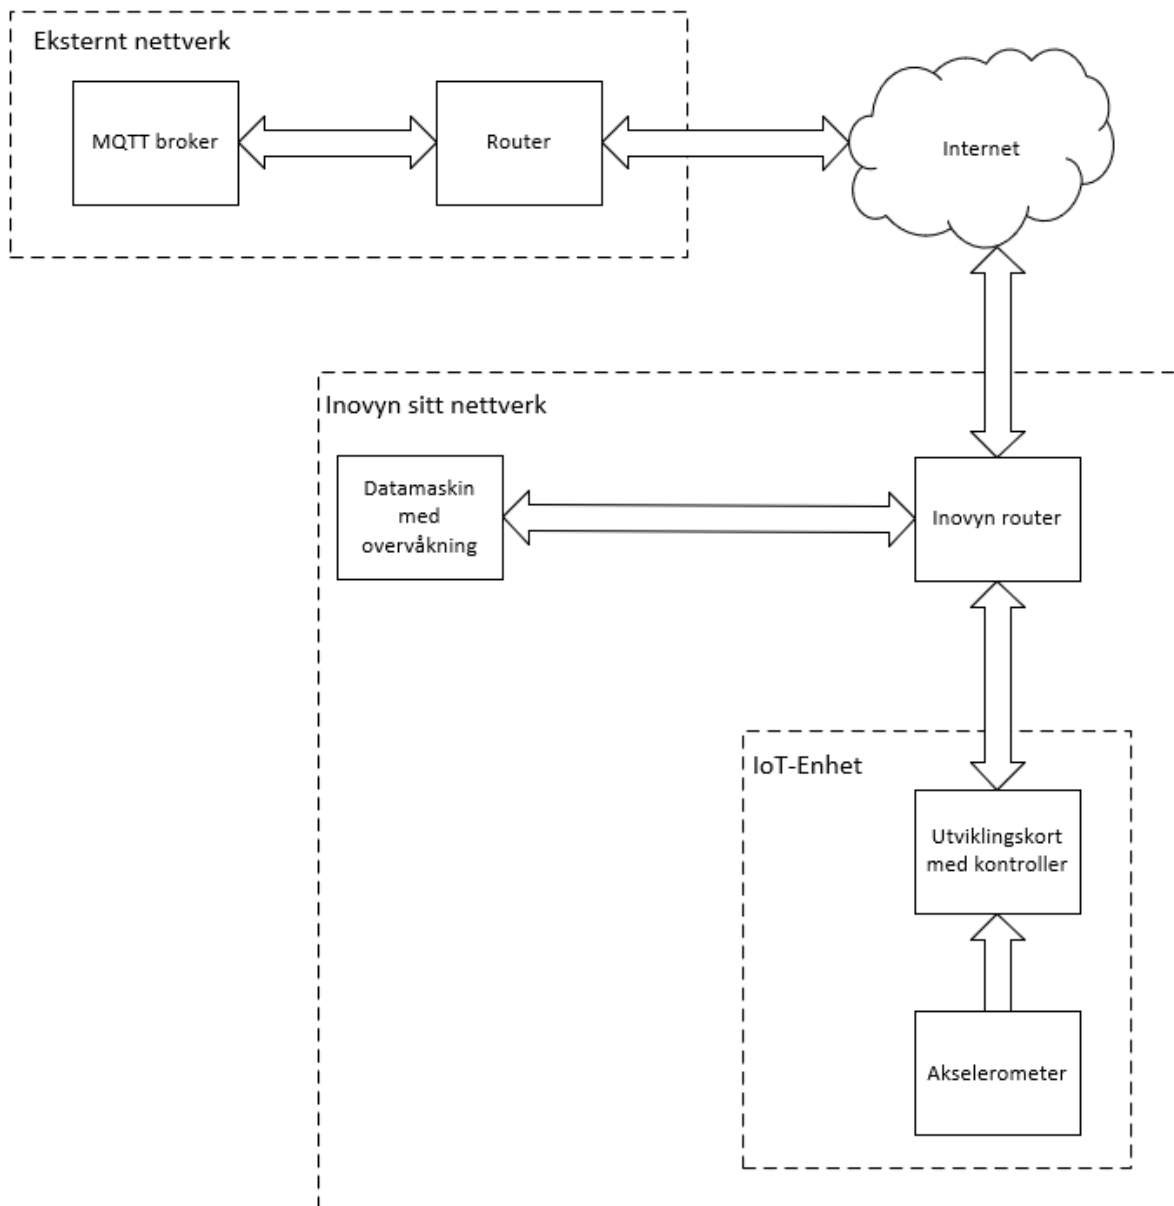 Eksternt nettverk
MQTT broker
Router
Internet
Inovyn sitt nettverk
Datamaskin
med
overvåkning
Inovyn router
IoT-Enhet
Utviklingskort
med kontroller
Akselerometer